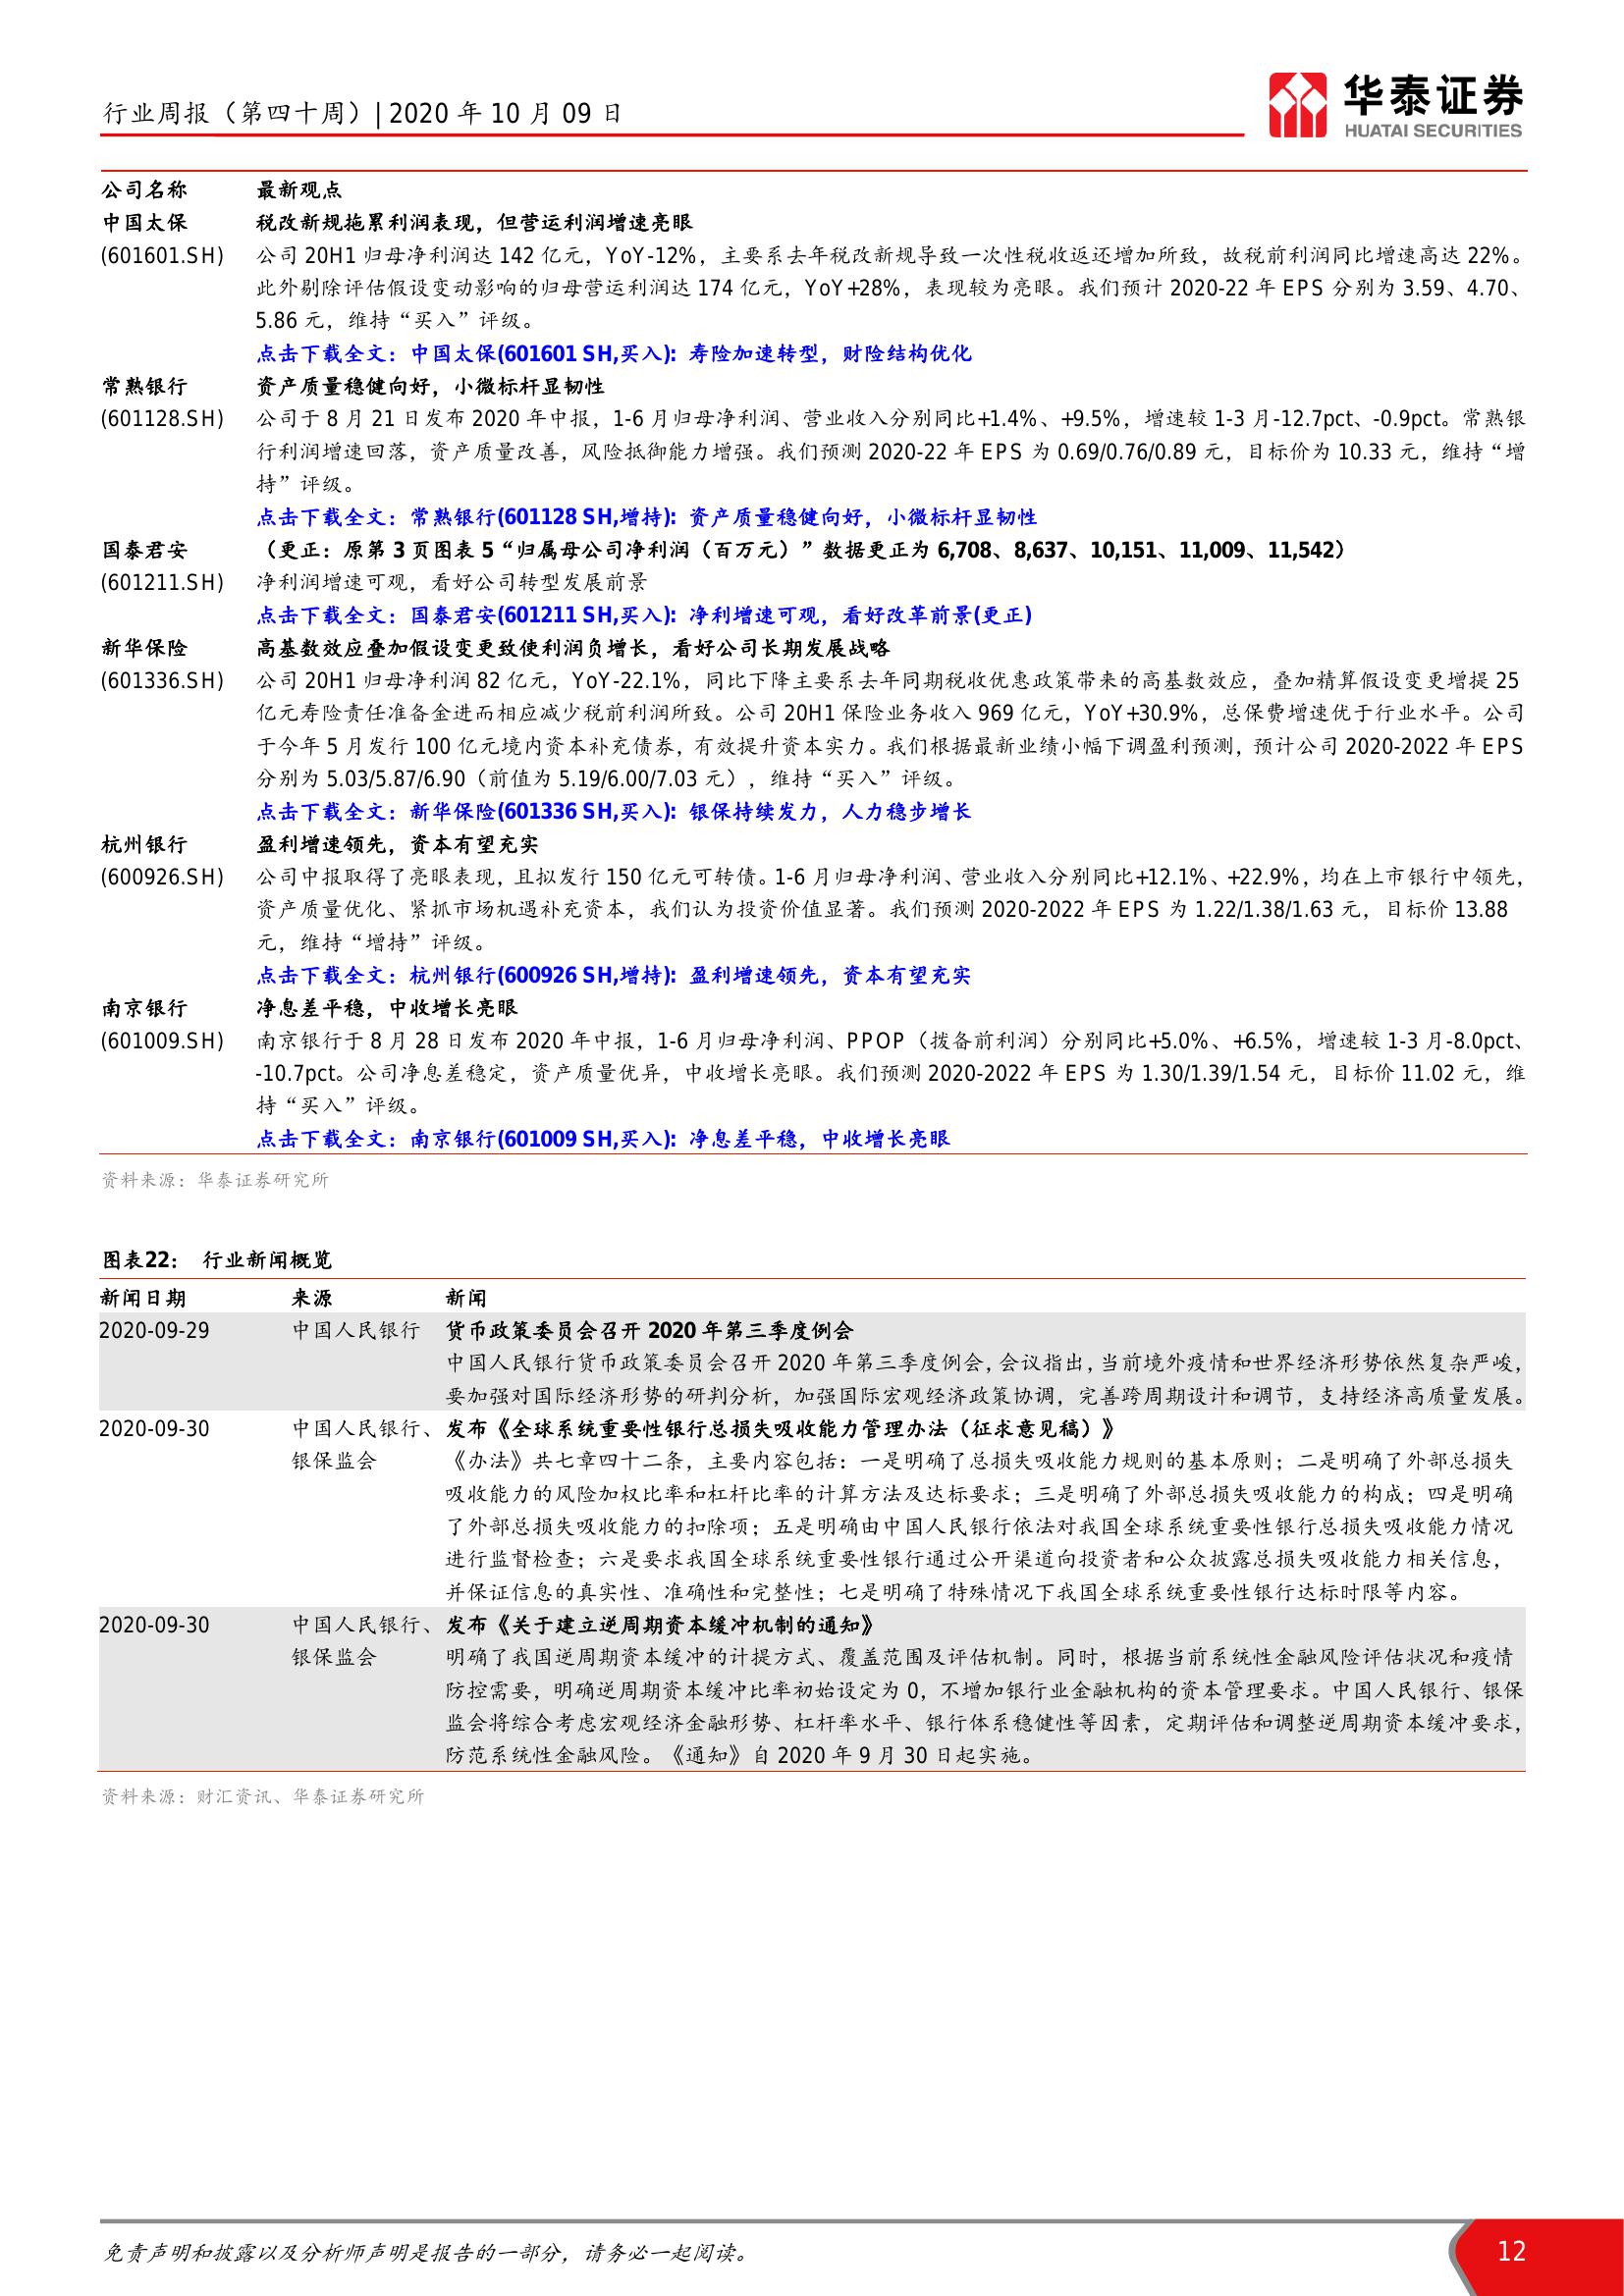 行业周报（第四十周）| 2020 年 10 月 09 日
华泰证券
HUATAI SECURITIES
公司名称 最新观点
中国太保 税改新规拖累利润表现，但营运利润增速亮眼
(601601.SH) 公司 20H1 归母净利润达 142 亿元，YoY-12%，主要系去年税改新规导致一次性税收返还增加所致，故税前利润同比增速高达 22%。
此外剔除评估假设变动影响的归母营运利润达 174 亿元，YoY+28%，表现较为亮眼。我们预计 2020-22 年 EPS 分别为 3.59、4.70、
5.86 元，维持“买入”评级。
点击下载全文：中国太保(601601 SH,买入): 寿险加速转型，财险结构优化
常熟银行 资产质量稳健向好，小微标杆显韧性
(601128.SH) 公司于 8 月 21 日发布 2020 年中报，1-6 月归母净利润、营业收入分别同比+1.4%、+9.5%，增速较 1-3 月-12.7pct、-0.9pct。常熟银
行利润增速回落，资产质量改善，风险抵御能力增强。我们预测 2020-22 年 EPS 为 0.69/0.76/0.89 元，目标价为 10.33 元，维持“增
持”评级。
点击下载全文：常熟银行(601128 SH,增持): 资产质量稳健向好，小微标杆显韧性
国泰君安 （更正：原第 3 页图表 5“归属母公司净利润（百万元）”数据更正为 6,708、8,637、10,151、11,009、11,542）
(601211.SH) 净利润增速可观，看好公司转型发展前景
点击下载全文：国泰君安(601211 SH,买入): 净利增速可观，看好改革前景(更正)
新华保险 高基数效应叠加假设变更致使利润负增长，看好公司长期发展战略
(601336.SH) 公司 20H1 归母净利润 82 亿元，YoY-22.1%，同比下降主要系去年同期税收优惠政策带来的高基数效应，叠加精算假设变更增提 25
亿元寿险责任准备金进而相应减少税前利润所致。公司 20H1 保险业务收入 969 亿元，YoY+30.9%，总保费增速优于行业水平。公司
于今年 5 月发行 100 亿元境内资本补充债券，有效提升资本实力。我们根据最新业绩小幅下调盈利预测，预计公司 2020-2022 年 EPS
分别为 5.03/5.87/6.90（前值为 5.19/6.00/7.03 元），维持“买入”评级。
点击下载全文：新华保险(601336 SH,买入): 银保持续发力，人力稳步增长
杭州银行 盈利增速领先，资本有望充实
(600926.SH) 公司中报取得了亮眼表现，且拟发行 150 亿元可转债。1-6 月归母净利润、营业收入分别同比+12.1%、+22.9%，均在上市银行中领先，
资产质量优化、紧抓市场机遇补充资本，我们认为投资价值显著。我们预测 2020-2022 年 EPS 为 1.22/1.38/1.63 元，目标价 13.88
元，维持“增持”评级。
点击下载全文：杭州银行(600926 SH,增持): 盈利增速领先，资本有望充实
南京银行 净息差平稳，中收增长亮眼
(601009.SH) 南京银行于 8 月 28 日发布 2020 年中报，1-6 月归母净利润、PPOP（拨备前利润）分别同比+5.0%、+6.5%，增速较 1-3 月-8.0pct、
-10.7pct。公司净息差稳定，资产质量优异，中收增长亮眼。我们预测 2020-2022 年 EPS 为 1.30/1.39/1.54 元，目标价 11.02 元，维
持“买入”评级。
点击下载全文：南京银行(601009 SH,买入): 净息差平稳，中收增长亮眼
资料来源：华泰证券研究所
图表22： 行业新闻概览
新闻日期 来源 新闻
2020-09-29 中国人民银行 货币政策委员会召开 2020 年第三季度例会
中国人民银行货币政策委员会召开 2020 年第三季度例会，会议指出，当前境外疫情和世界经济形势依然复杂严峻，
要加强对国际经济形势的研判分析，加强国际宏观经济政策协调，完善跨周期设计和调节，支持经济高质量发展。
2020-09-30 中国人民银行、 发布《全球系统重要性银行总损失吸收能力管理办法（征求意见稿）》
银保监会 《办法》共七章四十二条，主要内容包括：一是明确了总损失吸收能力规则的基本原则；二是明确了外部总损失
吸收能力的风险加权比率和杠杆比率的计算方法及达标要求；三是明确了外部总损失吸收能力的构成；四是明确
了外部总损失吸收能力的扣除项；五是明确由中国人民银行依法对我国全球系统重要性银行总损失吸收能力情况
进行监督检查；六是要求我国全球系统重要性银行通过公开渠道向投资者和公众披露总损失吸收能力相关信息，
并保证信息的真实性、准确性和完整性；七是明确了特殊情况下我国全球系统重要性银行达标时限等内容。
2020-09-30 中国人民银行、 发布《关于建立逆周期资本缓冲机制的通知》
银保监会 明确了我国逆周期资本缓冲的计提方式、覆盖范围及评估机制。同时，根据当前系统性金融风险评估状况和疫情
防控需要，明确逆周期资本缓冲比率初始设定为 0，不增加银行业金融机构的资本管理要求。中国人民银行、银保
监会将综合考虑宏观经济金融形势、杠杆率水平、银行体系稳健性等因素，定期评估和调整逆周期资本缓冲要求，
防范系统性金融风险。《通知》自 2020 年 9 月 30 日起实施。
资料来源：财汇资讯、华泰证券研究所
免责声明和披露以及分析师声明是报告的一部分，请务必一起阅读。
12